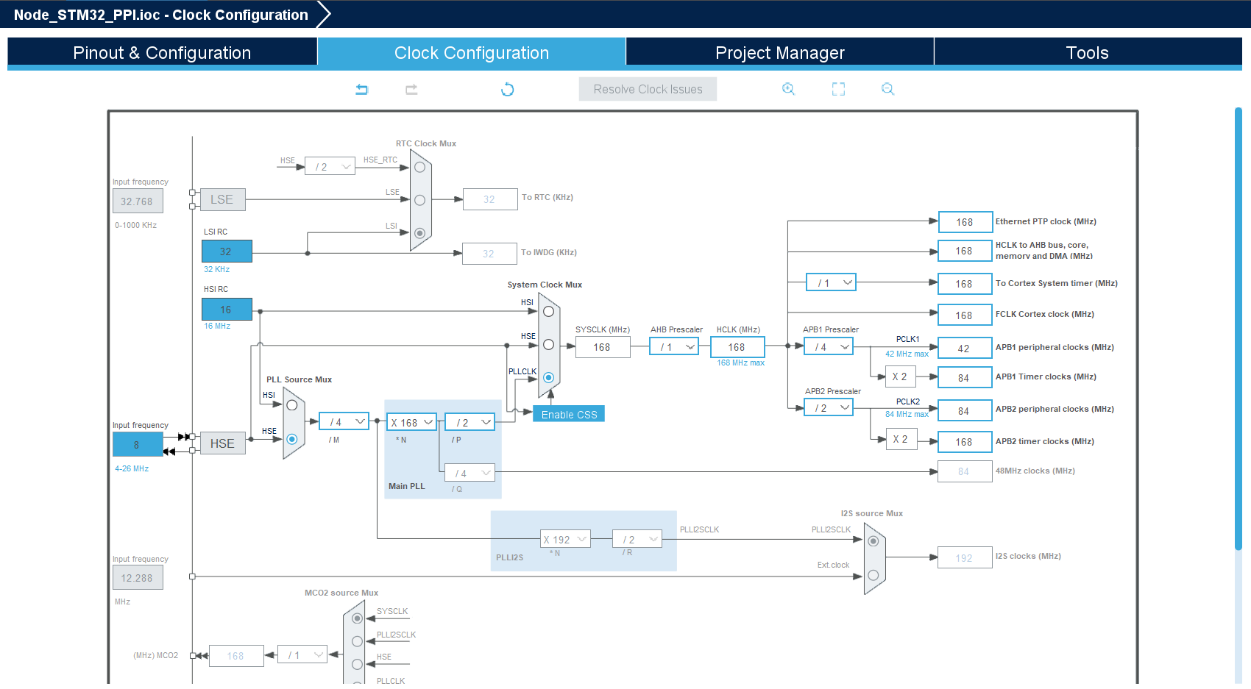 Node_STM32_PPI.ioc - Clock Configuration
Pinout & Configuration
Clock Configuration
Project Manager
Tools
Resolve Clock Issues
RTC Clock Mux
HSE
/ 2
HSE_RTC
Input frequency
32.768
0-1000 KHz
LSE
LSE
32
To RTC (KHz)
LSI RC
32
32 KHz
LSI
32
To IWDG (KHz)
HSI RC
16
16 MHz
System Clock Mux
HSI
HSE
PLLCLK
SYSCLK (MHz)
168
AHB Prescaler
/ 1
HCLK (MHz)
168
168 MHz max
168
Ethernet PTP clock (MHz)
168
HCLK to AHB bus, core,
memory and DMA (MHz)
/ 1
168
To Cortex System timer (MHz)
168
FCLK Cortex clock (MHz)
APB1 Prescaler
/ 4
PCLK1
42 MHz max
42
APB1 peripheral clocks (MHz)
X 2
84
APB1 Timer clocks (MHz)
APB2 Prescaler
/ 2
PCLK2
84 MHz max
84
APB2 peripheral clocks (MHz)
X 2
168
APB2 timer clocks (MHz)
84
48MHz clocks (MHz)
PLL Source Mux
HSI
HSE
Input frequency
8
4-26 MHz
HSE
/ 4
/ M
X 168
* N
/ 2
/ P
/ 4
/ Q
Main PLL
Enable CSS
PLLI2S
X 192
* N
/ 2
/ R
PLLI2SCLK
I2S source Mux
PLLI2SCLK
Ext.clock
192
I2S clocks (MHz)
Input frequency
12.288
MHz
MCO2 source Mux
SYSCLK
PLLI2SCLK
HSE
PLLCLK
(MHz) MCO2
168
/ 1